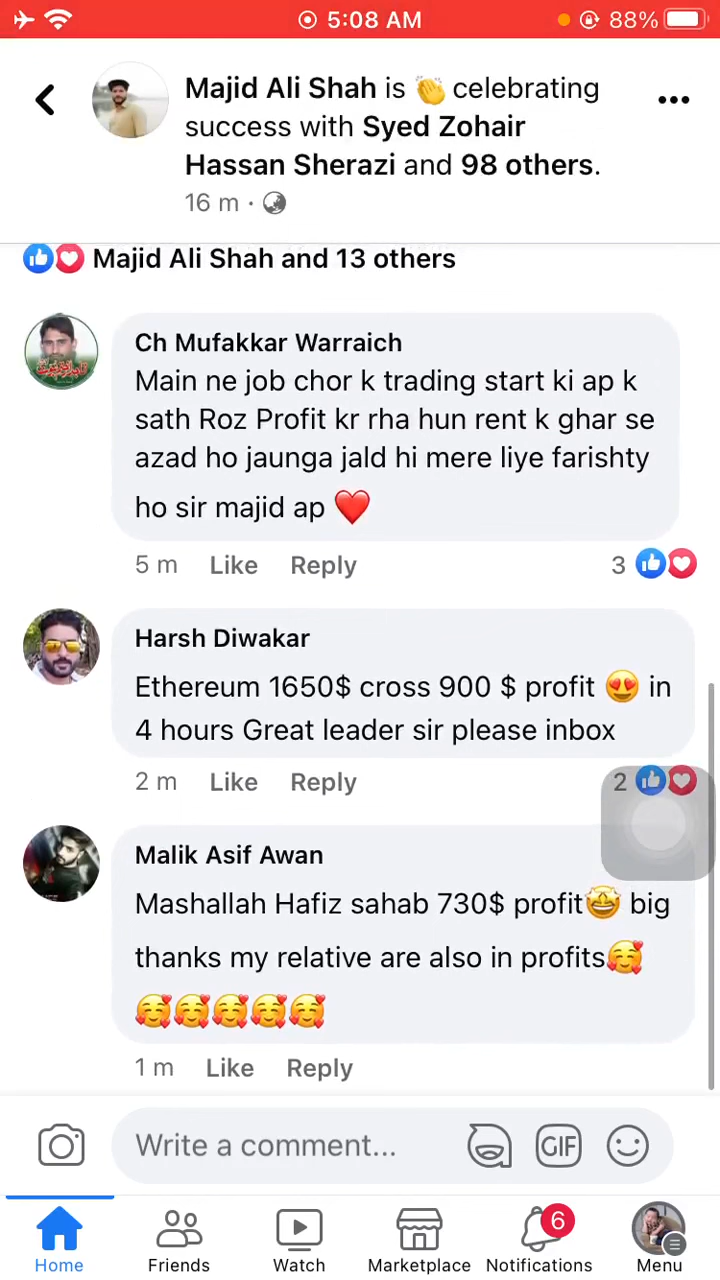 5:08 AM
88%
Majid Ali Shah is 👏 celebrating
success with Syed Zohair
Hassan Sherazi and 98 others.
16 m ·
Majid Ali Shah and 13 others
Ch Mufakkar Warraich
Main ne job chor k trading start ki ap k
sath Roz Profit kr rha hun rent k ghar se
azad ho jaunga jald hi mere liye farishty
ho sir majid ap ❤️
5 m Like Reply 3
Harsh Diwakar
Ethereum 1650$ cross 900 $ profit 😍 in
4 hours Great leader sir please inbox
2 m Like Reply 2
Malik Asif Awan
Mashallah Hafiz sahab 730$ profit🤩 big
thanks my relative are also in profits🥰
🥰🥰🥰🥰🥰
1 m Like Reply
Write a comment...
GIF
6
Home Friends Watch Marketplace Notifications Menu